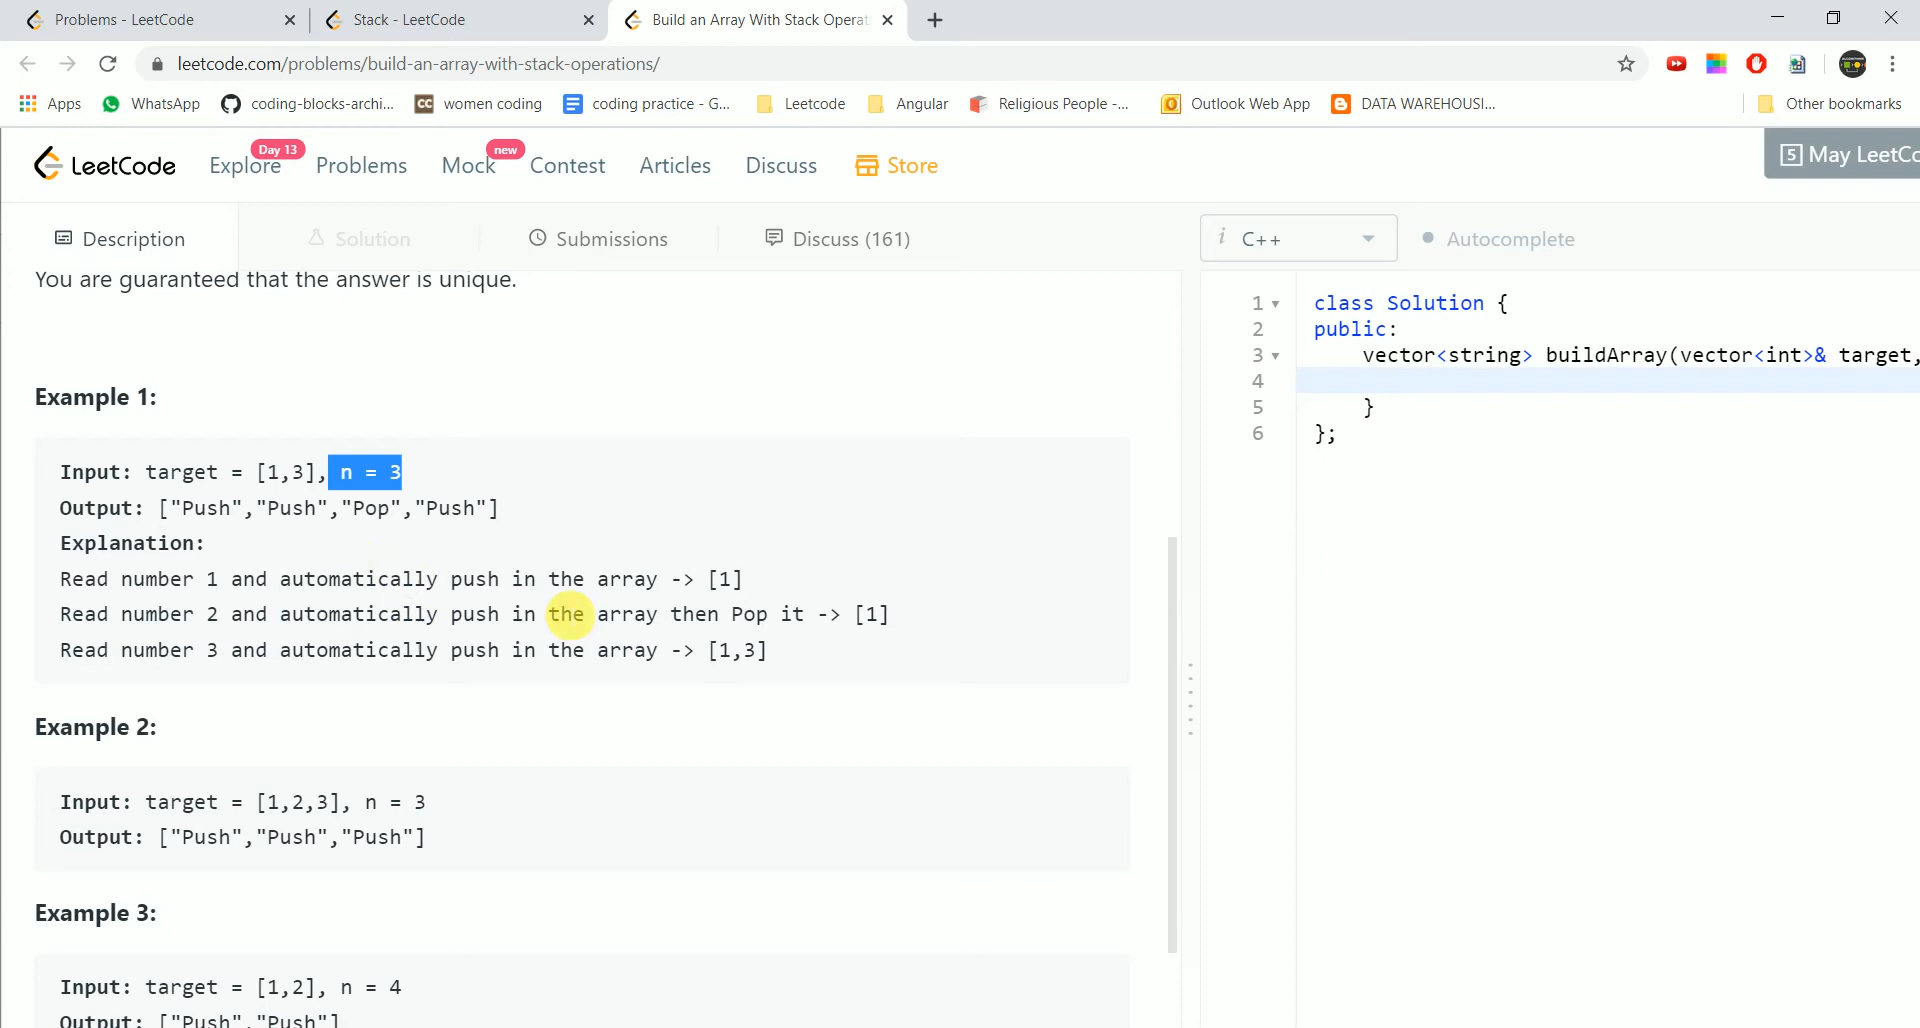 Problems - LeetCode
Stack - LeetCode
Build an Array With Stack Operat
leetcode.com/problems/build-an-array-with-stack-operations/
Apps
WhatsApp
coding-blocks-archi...
CC
women coding
coding practice - G...
Leetcode
Angular
Religious People -...
Outlook Web App
DATA WAREHOUSI...
Other bookmarks
LeetCode
Explore
Day 13
Problems
Mock
new
Contest
Articles
Discuss
Store
5 May LeetCo
Description
Solution
Submissions
Discuss (161)
i C++
Autocomplete
You are guaranteed that the answer is unique.
Example 1:
Input: target = [1,3], n = 3
Output: ["Push","Push","Pop","Push"]
Explanation:
Read number 1 and automatically push in the array -> [1]
Read number 2 and automatically push in the array then Pop it -> [1]
Read number 3 and automatically push in the array -> [1,3]
Example 2:
Input: target = [1,2,3], n = 3
Output: ["Push","Push","Push"]
Example 3:
Input: target = [1,2], n = 4
Output: ["Push","Push"]
1 class Solution {
2 public:
3 vector<string> buildArray(vector<int>& target,
4
5 }
6 };